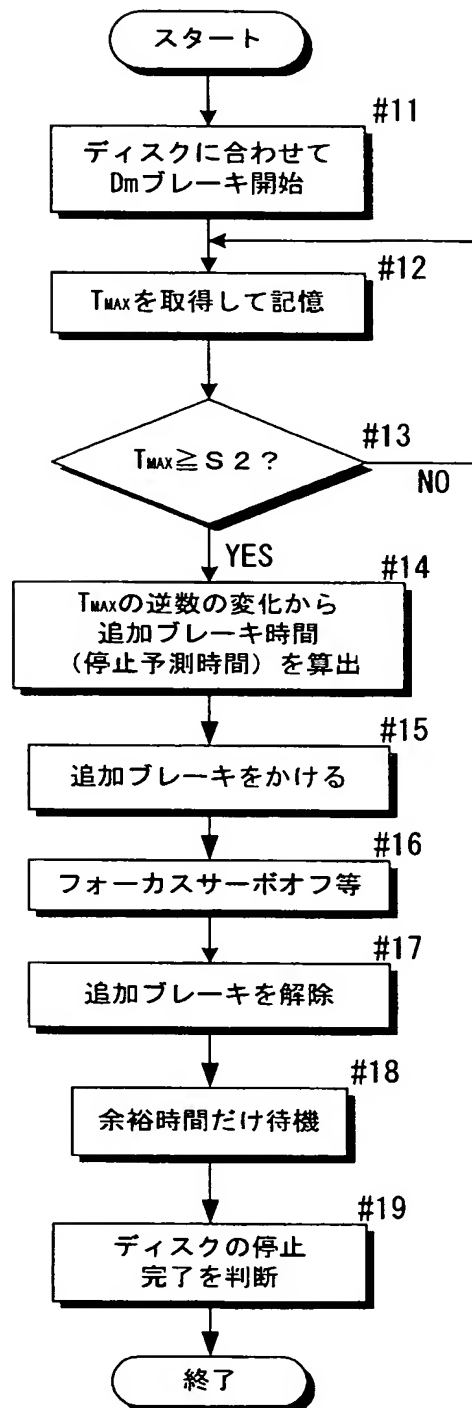 スタート
#11
ディスクに合わせて
Dmブレーキ開始
#12
TMAXを取得して記憶
#13
TMAX≧S2?
NO
YES
#14
TMAXの逆数の変化から
追加ブレーキ時間
(停止予測時間)を算出
#15
追加ブレーキをかける
#16
フォーカスサーボオフ等
#17
追加ブレーキを解除
#18
余裕時間だけ待機
#19
ディスクの停止
完了を判断
終了